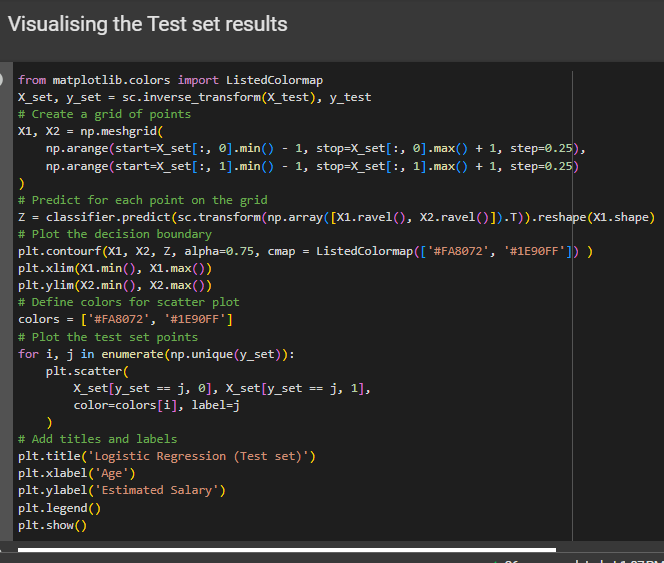 Visualising the Test set results
from matplotlib.colors import ListedColormap
X_set, y_set = sc.inverse_transform(X_test), y_test
# Create a grid of points
X1, X2 = np.meshgrid(
    np.arange(start=X_set[:, 0].min() - 1, stop=X_set[:, 0].max() + 1, step=0.25),
    np.arange(start=X_set[:, 1].min() - 1, stop=X_set[:, 1].max() + 1, step=0.25)
)
# Predict for each point on the grid
Z = classifier.predict(sc.transform(np.array([X1.ravel(), X2.ravel()]).T)).reshape(X1.shape)
# Plot the decision boundary
plt.contourf(X1, X2, Z, alpha=0.75, cmap = ListedColormap(['#FA8072', '#1E90FF']) )
plt.xlim(X1.min(), X1.max())
plt.ylim(X2.min(), X2.max())
# Define colors for scatter plot
colors = ['#FA8072', '#1E90FF']
# Plot the test set points
for i, j in enumerate(np.unique(y_set)):
    plt.scatter(
        X_set[y_set == j, 0], X_set[y_set == j, 1],
        color=colors[i], label=j
    )
# Add titles and labels
plt.title('Logistic Regression (Test set)')
plt.xlabel('Age')
plt.ylabel('Estimated Salary')
plt.legend()
plt.show()